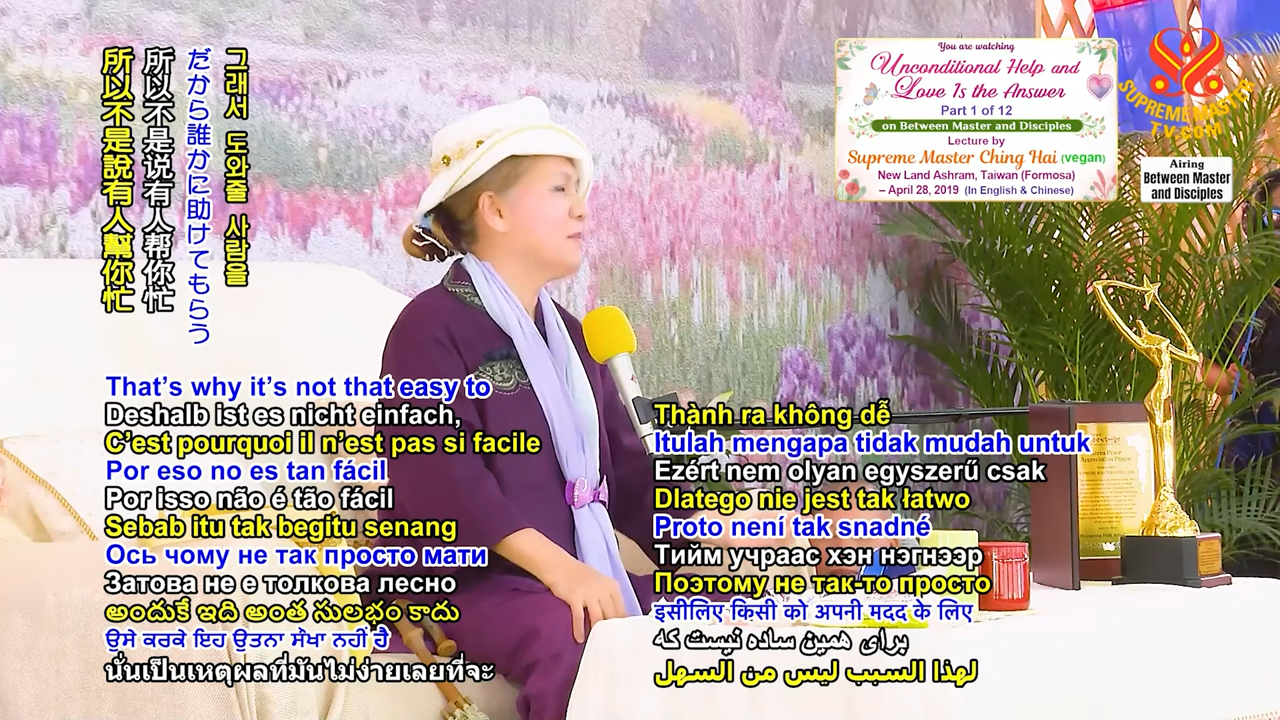 You are watching
Unconditional Help and
Love Is the Answer
Part 1 of 12
on Between Master and Disciples
Lecture by
Supreme Master Ching Hai (vegan)
New Land Ashram, Taiwan (Formosa)
– April 28, 2019 (In English & Chinese)
SUPREME MASTER
TV.COM
Airing
Between Master
and Disciples
그래서 도와줄 사람을
だから誰かに助けてもらう
所以不是说有人帮你忙
所以不是說有人幫你忙
That's why it's not that easy to
Deshalb ist es nicht einfach,
C'est pourquoi il n'est pas si facile
Por eso no es tan fácil
Por isso não é tão fácil
Sebab itu tak begitu senang
Ось чому не так просто мати
Затова не е толкова лесно
అందుకే ఇది అంత సులభం కాదు
ਉਸੇ ਕਰਕੇ ਇਹ ਉਤਨਾ ਸੌਖਾ ਨਹੀਂ ਹੈ
นั่นเป็นเหตุผลที่มันไม่ง่ายเลยที่จะ
Thành ra không dễ
Itulah mengapa tidak mudah untuk
Ezért nem olyan egyszerű csak
Dlatego nie jest tak łatwo
Proto není tak snadné
Тийм учраас хэн нэгнээр
Поэтому не так-то просто
इसीलिए किसी को अपनी मदद के लिए
برای همین ساده نیست که
لهذا السبب ليس من السهل